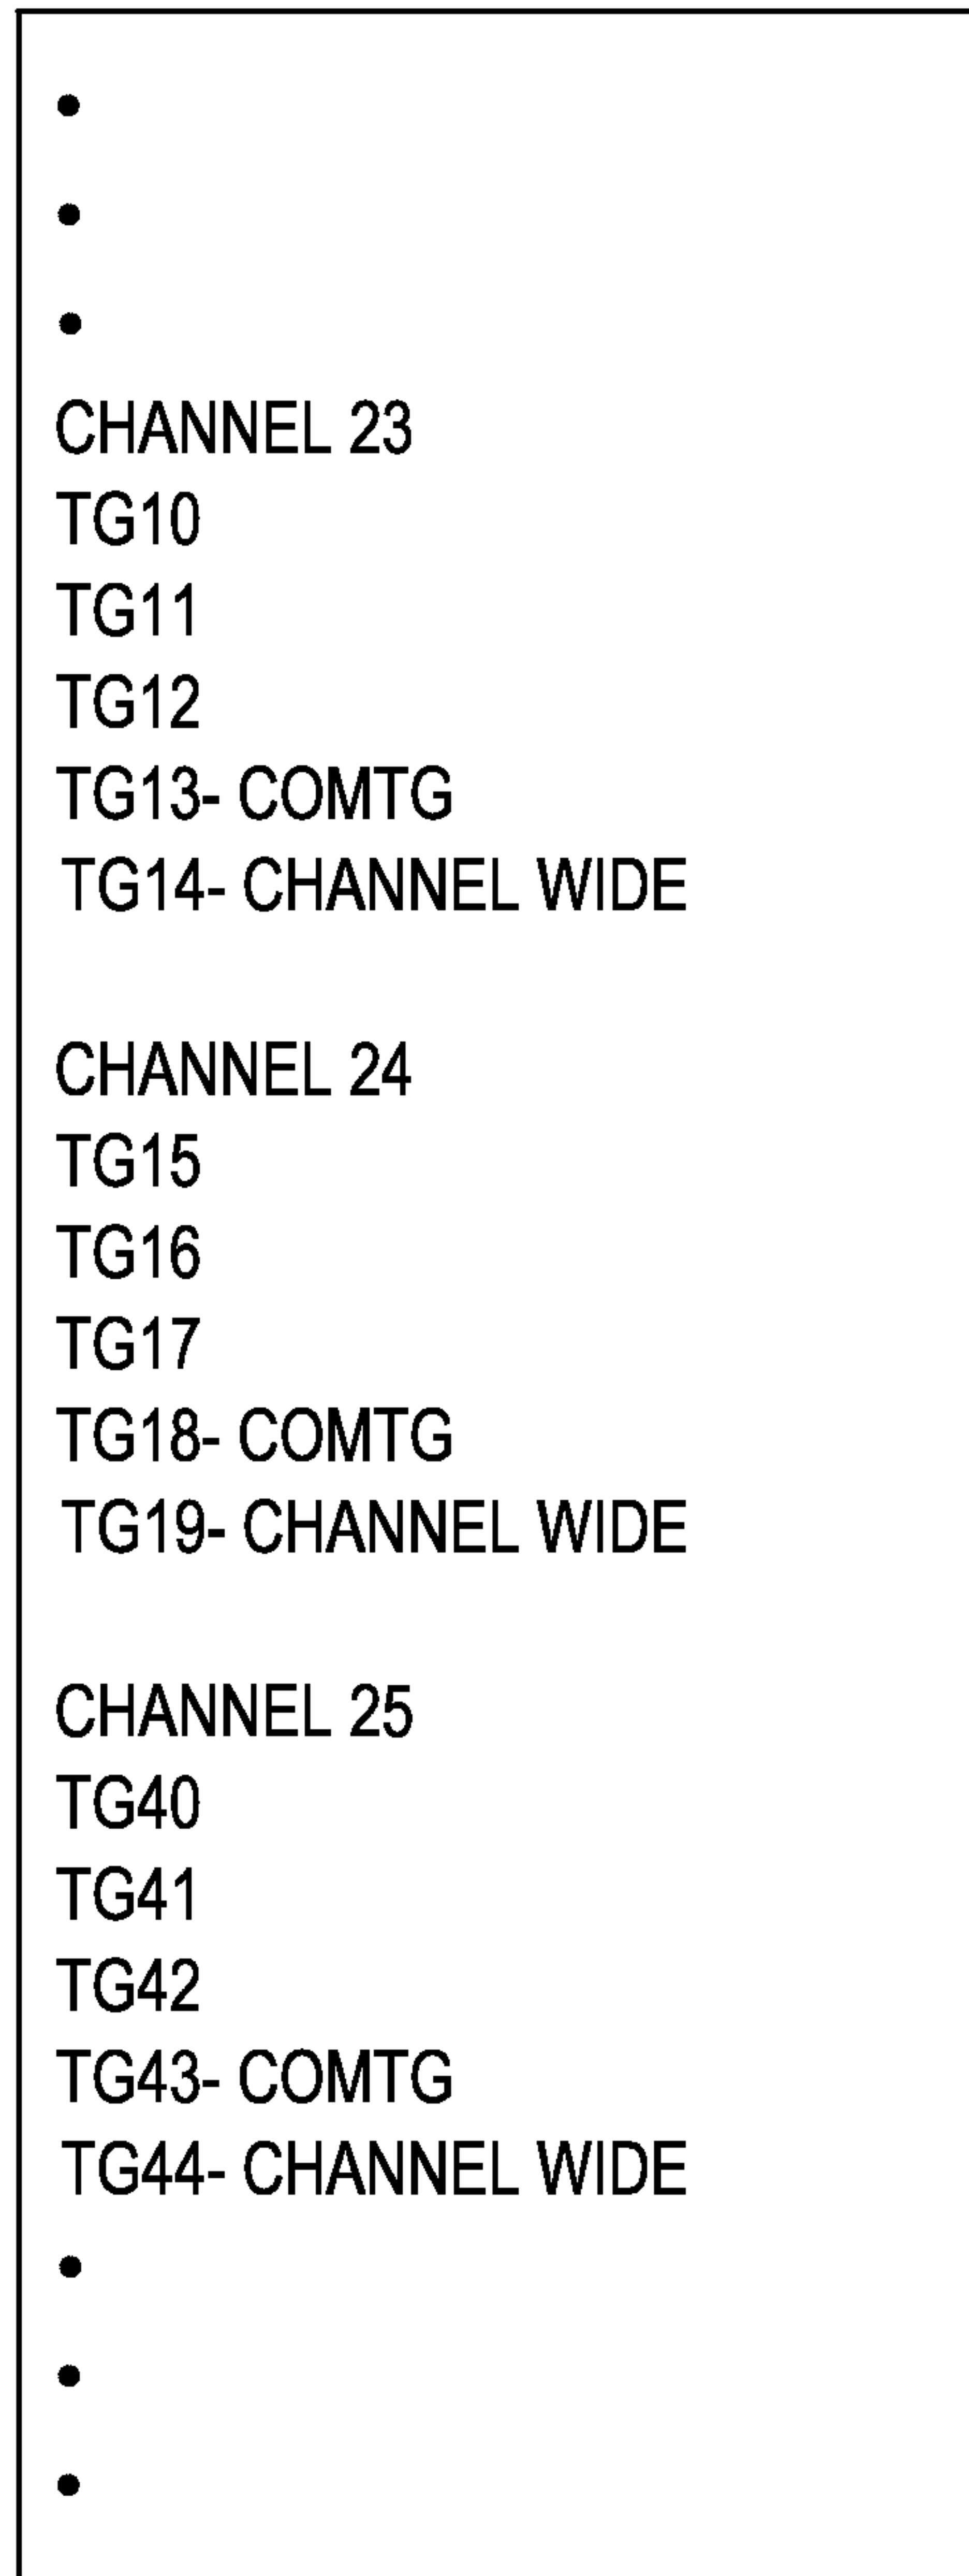 •
•
•
CHANNEL 23
TG10
TG11
TG12
TG13- COMTG
TG14- CHANNEL WIDE
CHANNEL 24
TG15
TG16
TG17
TG18- COMTG
TG19- CHANNEL WIDE
CHANNEL 25
TG40
TG41
TG42
TG43- COMTG
TG44- CHANNEL WIDE
•
•
•